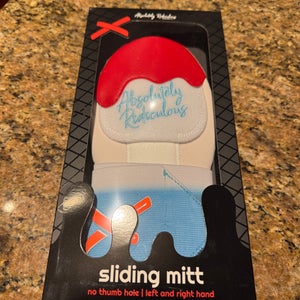 Absolutely Ridiculous
Absolutely
Ridiculous
sliding mitt
no thumb hole | left and right hand